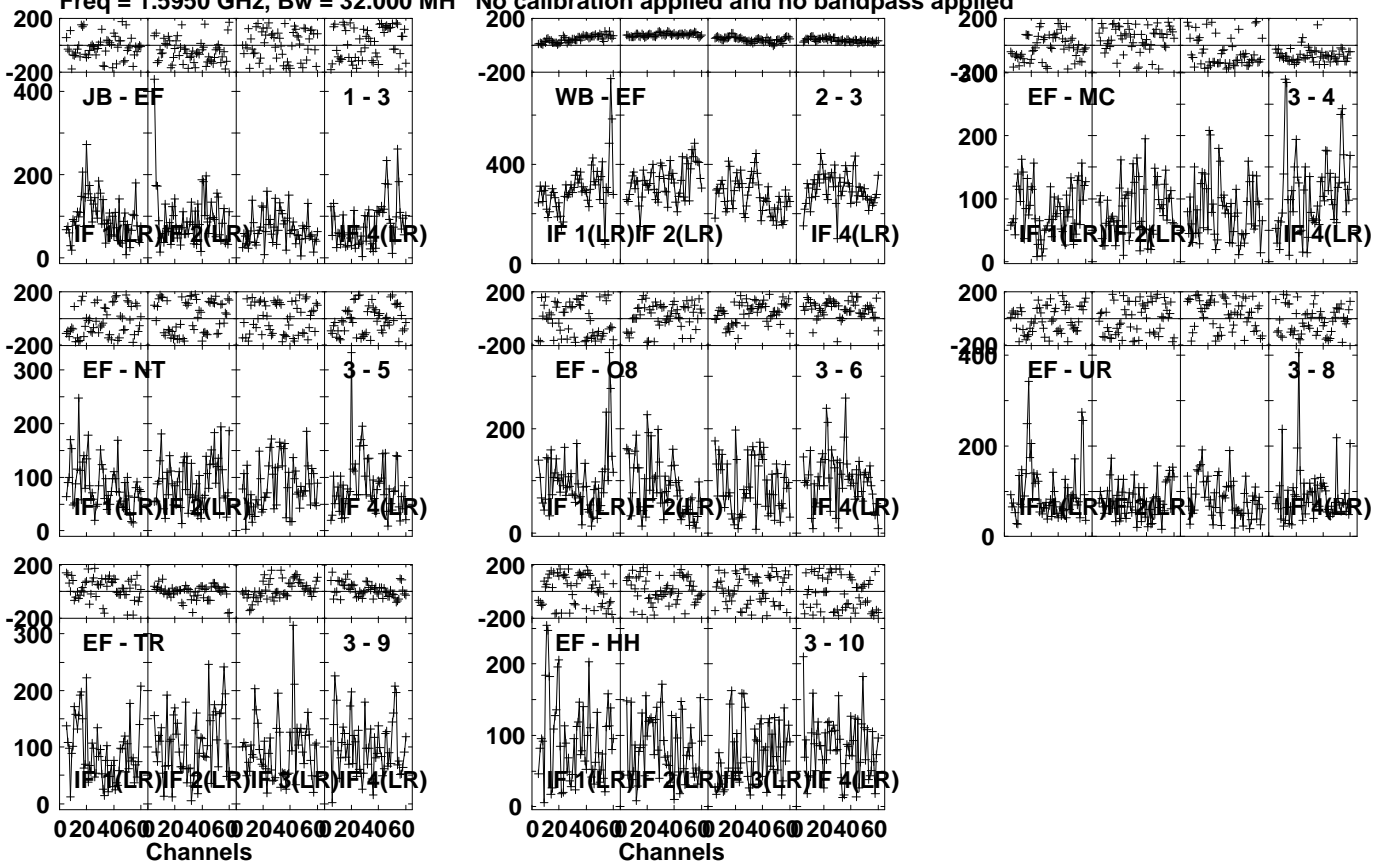 Freq = 1.5950 GHz, Bw = 32.000 MH No calibration applied and no bandpass applied
200 200 200
-200 -200 -200
400 JB - EF 1 - 3 WB - EF 2 - 3 300 EF - MC 3 - 4
200 400 200
100
IF 1(LR) IF 2(LR) IF 4(LR) IF 1(LR) IF 2(LR) IF 4(LR) IF 1(LR) IF 2(LR) IF 4(LR)
0 0 0
200 200 200
-200 -200 -200
300 EF - NT 3 - 5 EF - O8 3 - 6 400 EF - UR 3 - 8
200 200 200
100
IF 1(LR) IF 2(LR) IF 4(LR) IF 1(LR) IF 2(LR) IF 4(LR) IF 1(LR) IF 2(LR) IF 4(LR)
0 0 0
200 200
-200 -200
300 EF - TR 3 - 9 EF - HH 3 - 10
200 200
100 100
IF 1(LR) IF 2(LR) IF 3(LR) IF 4(LR) IF 1(LR) IF 2(LR) IF 3(LR) IF 4(LR)
0 0
0 20 40 60 0 20 40 60 0 20 40 60 0 20 40 60 0 20 40 60 0 20 40 60 0 20 40 60 0 20 40 60
Channels Channels